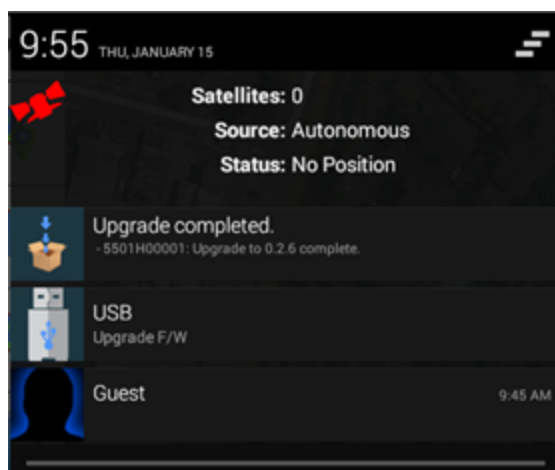 9:55 THU, JANUARY 15
Satellites: 0
Source: Autonomous
Status: No Position
Upgrade completed.
- 5501H00001: Upgrade to 0.2.6 complete.
USB
Upgrade F/W
Guest 9:45 AM